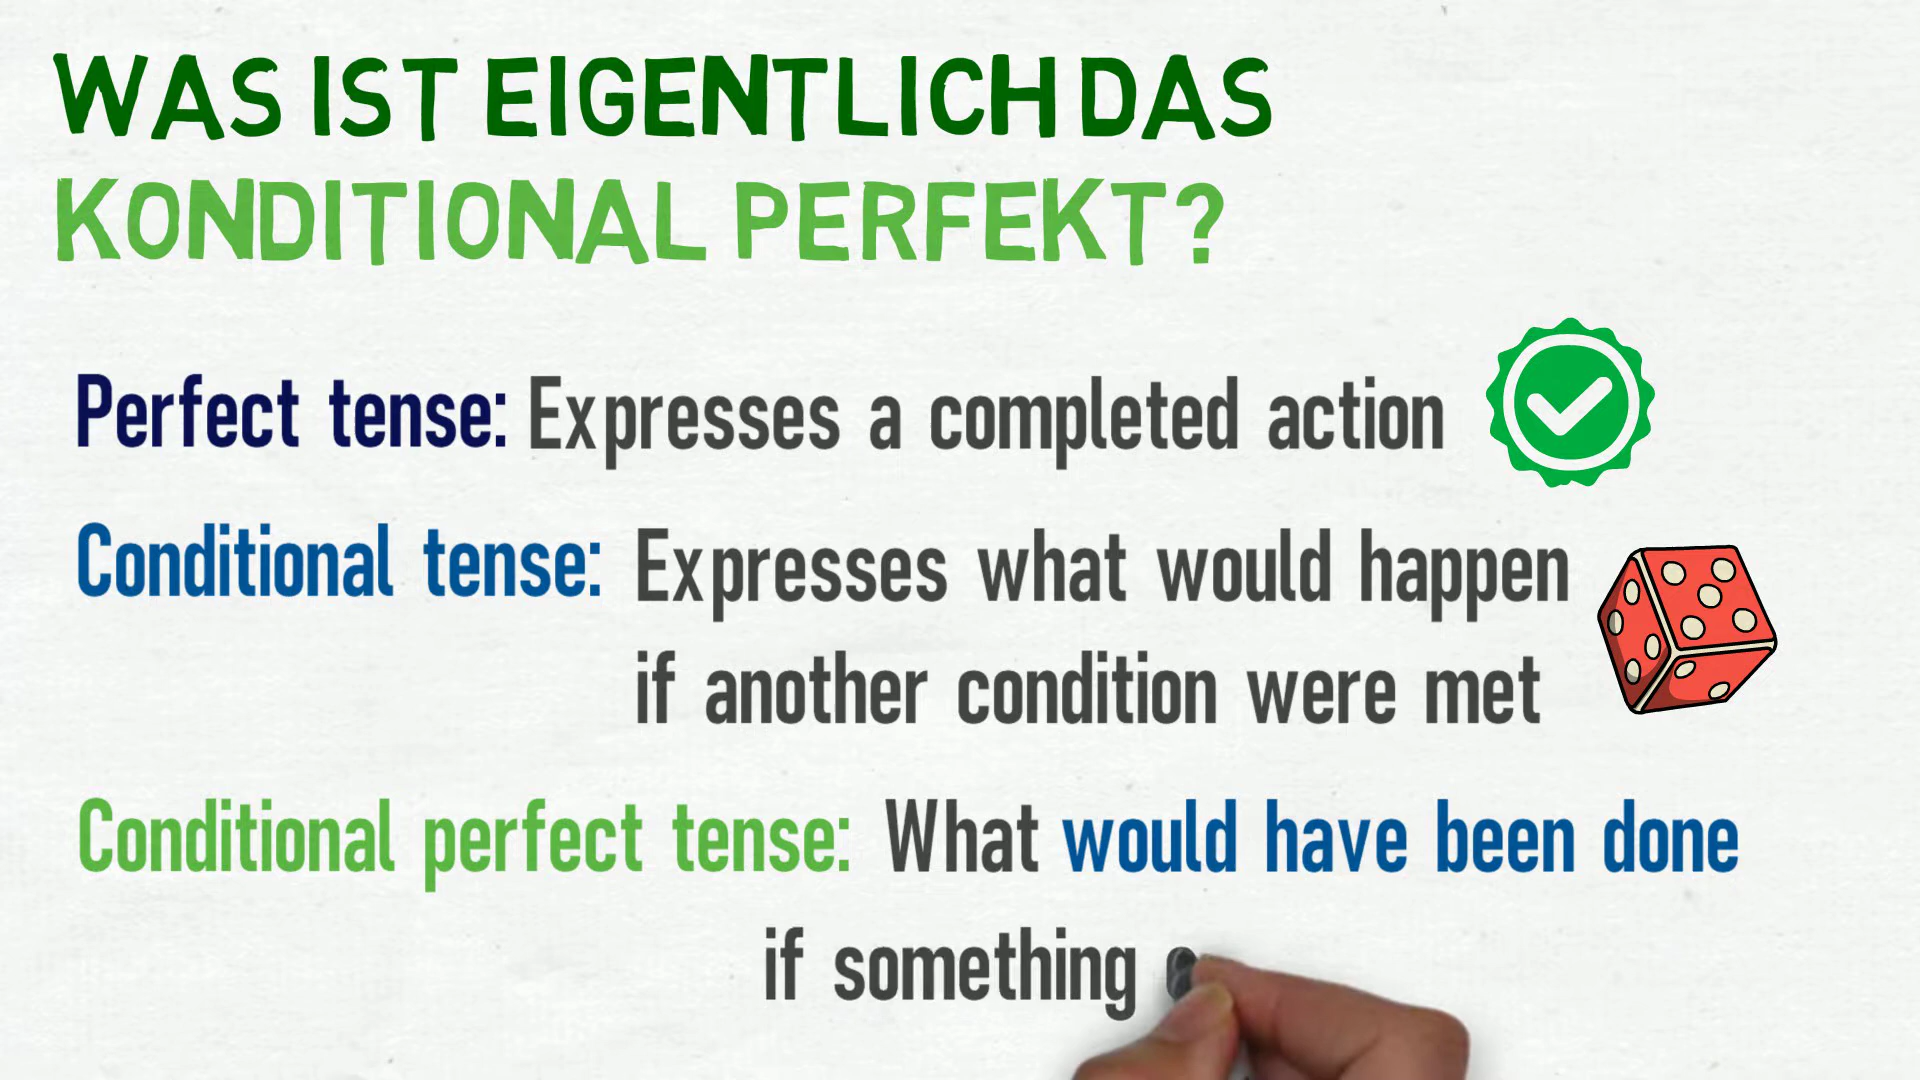 WAS IST EIGENTLICH DAS
KONDITIONAL PERFEKT?
Perfect tense: Expresses a completed action
Conditional tense: Expresses what would happen
if another condition were met
Conditional perfect tense: What would have been done
if something